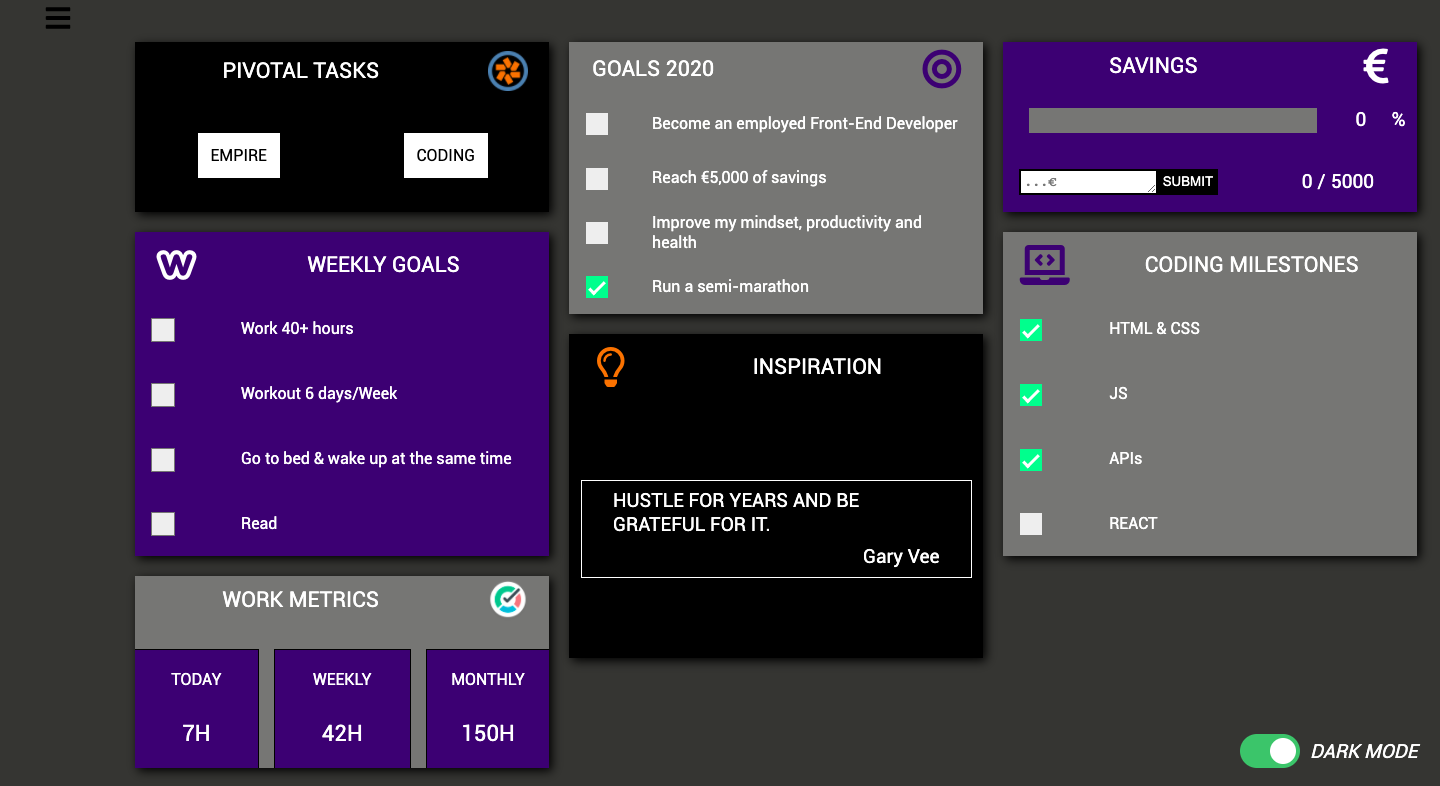 PIVOTAL TASKS
EMPIRE
CODING
WEEKLY GOALS
Work 40+ hours
Workout 6 days/Week
Go to bed & wake up at the same time
Read
WORK METRICS
TODAY
7H
WEEKLY
42H
MONTHLY
150H
GOALS 2020
Become an employed Front-End Developer
Reach €5,000 of savings
Improve my mindset, productivity and
health
Run a semi-marathon
INSPIRATION
HUSTLE FOR YEARS AND BE
GRATEFUL FOR IT.
Gary Vee
SAVINGS
€
0 %
...€
SUBMIT
0 / 5000
CODING MILESTONES
HTML & CSS
JS
APIs
REACT
DARK MODE